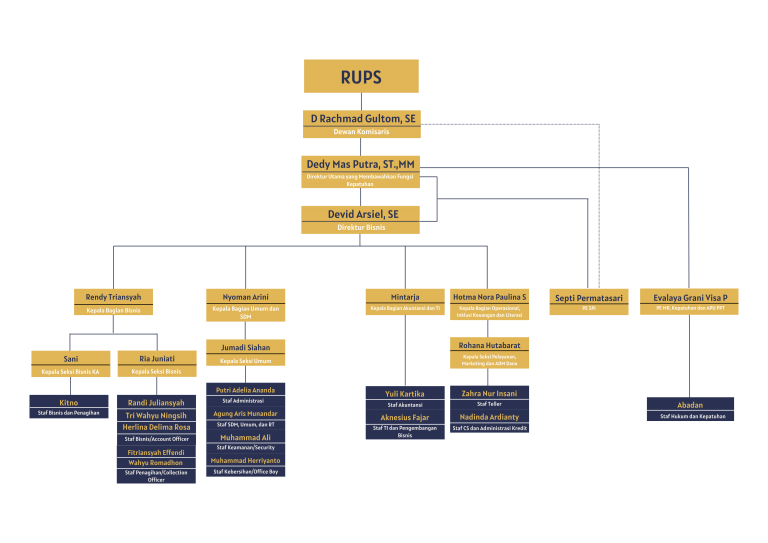 RUPS
D Rachmad Gultom, SE
Dewan Komisaris
Dedy Mas Putra, ST.,MM
Direktur Utama sang Membawahkan Fungsi
Kepatuhan
Devid Arsiel, SE
Direktur Bisnis
Rendy Triansyah
Kepala Bagian Bisnis
Nyoman Arini
Kepala Bagian Umum dan
SDM
Mintarja
Kepala Bagian Akuntansi dan TI
Hotma Nora Paulina S
Kepala Bagian Operasional,
Inklusi Keuangan dan Literasi
Septi Permatasari
PE SAI
Evalaya Grani Visa P
PE MR, Kepatuhan dan APU PPT
Sani
Kepala Seksi Bisnis KA
Ria Juniati
Kepala Seksi Bisnis
Jumadi Siahan
Kepala Seksi Umum
Rohana Hutabarat
Kepala Seksi Pelayanan,
Marketing dan ADM Dana
Kitno
Staf Bisnis dan Penagihan
Randi Juliansyah
Tri Wahyu Ningsih
Herlina Delima Rosa
Staf Bisnis/Account Officer
Fitriansyah Effendi
Wahyu Romadhon
Staf Penagihan/Collection
Officer
Putri Adelia Ananda
Staf Administrasi
Agung Aris Munandar
Staf SDM, Umum, dan RT
Muhammad Ali
Staf Keamanan/Security
Muhammad Herriyanto
Staf Kebersihan/Office Boy
Yuli Kartika
Staf Akuntansi
Aknesius Fajar
Staf TI dan Pengembangan
Bisnis
Zahra Nur Insani
Staf Teller
Nadinda Ardianty
Staf CS dan Administrasi Kredit
Abadan
Staf Hukum dan Kepatuhan